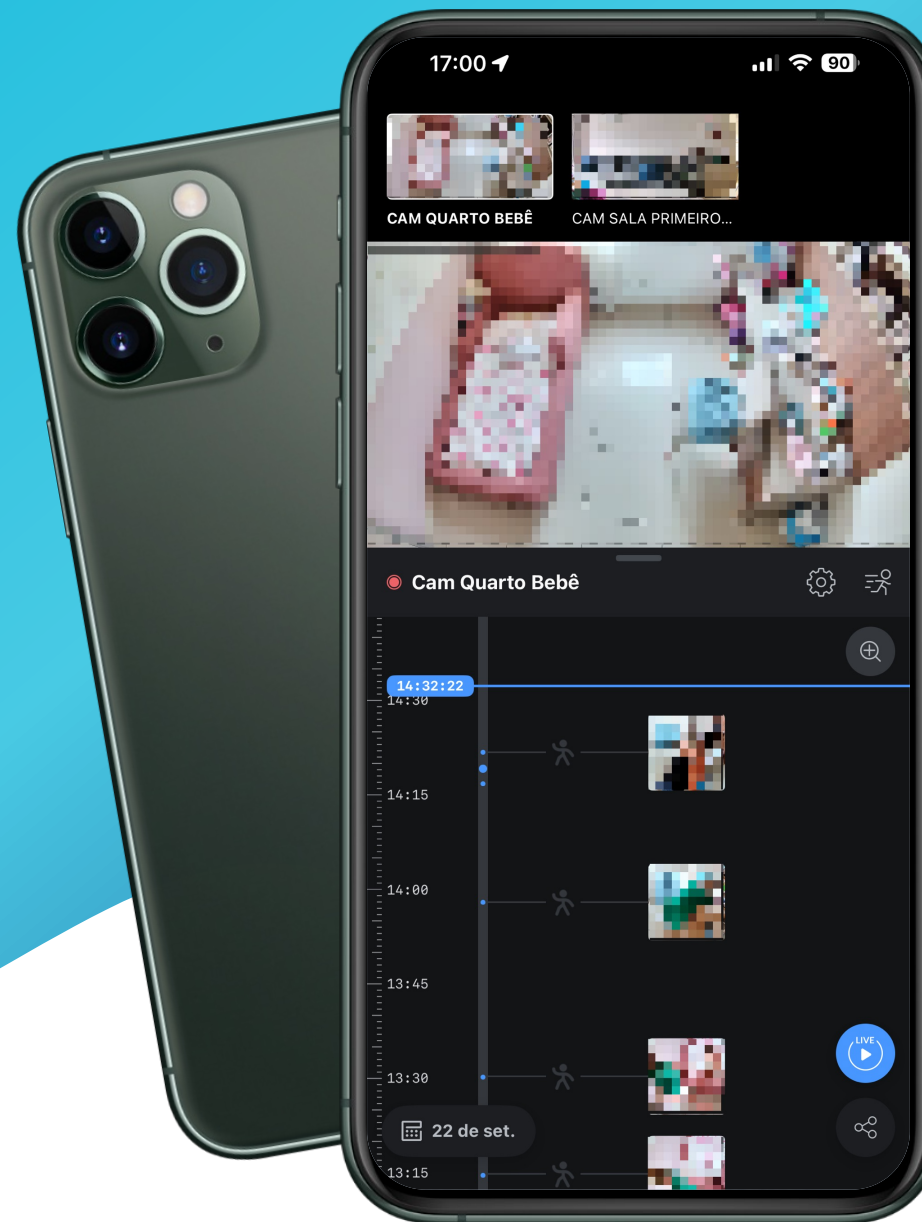 17:00
90
CAM QUARTO BEBÊ
CAM SALA PRIMEIRO...
Cam Quarto Bebê
14:32:22
14:30
14:15
14:00
13:45
LIVE
13:30
22 de set.
13:15